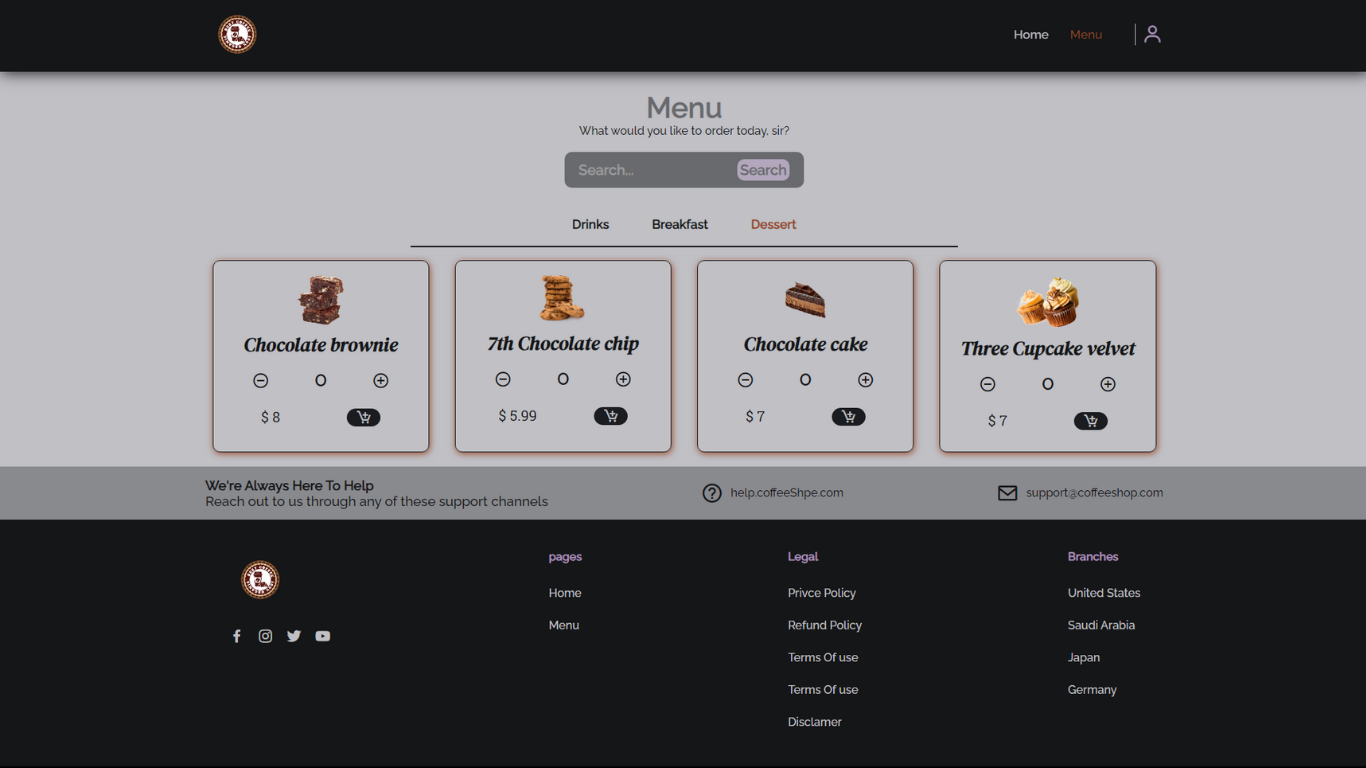 Home
Menu
Menu
What would you like to order today, sir?
Search...
Search
Drinks
Breakfast
Dessert
Chocolate brownie
0
$ 8
7th Chocolate chip
0
$ 5.99
Chocolate cake
0
$ 7
Three Cupcake velvet
0
$ 7
We're Always Here To Help
Reach out to us through any of these support channels
help.coffeeShpe.com
support@coffeeshop.com
pages
Home
Menu
Legal
Privce Policy
Refund Policy
Terms Of use
Terms Of use
Disclamer
Branches
United States
Saudi Arabia
Japan
Germany